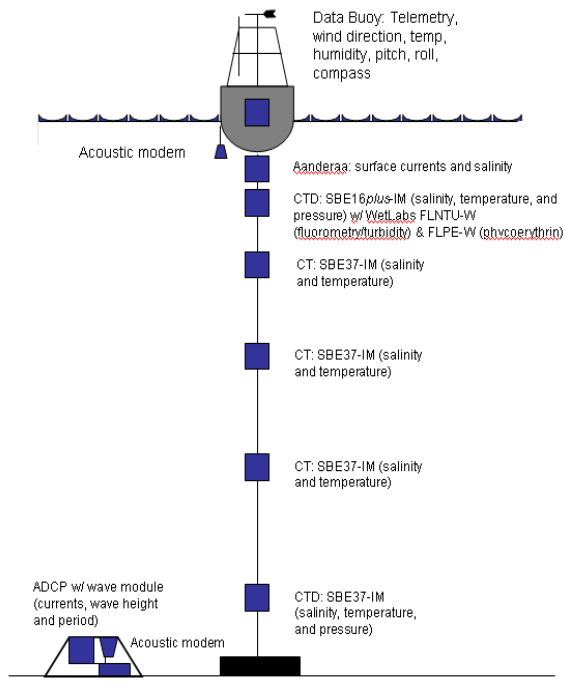 Data Buoy: Telemetry,
wind direction, temp,
humidity, pitch, roll,
compass
Acoustic modem
Aanderaa: surface currents and salinity
CTD: SBE16plus-IM (salinity, temperature, and
pressure) w/ WetLabs FLNTU-W
(fluorometry/turbidity) & FLPE-W (phycoerythrin)
CT: SBE37-IM (salinity
and temperature)
CT: SBE37-IM (salinity
and temperature)
CT: SBE37-IM (salinity
and temperature)
ADCP w/ wave module
(currents, wave height
and period)
Acoustic modem
CTD: SBE37-IM
(salinity, temperature,
and pressure)